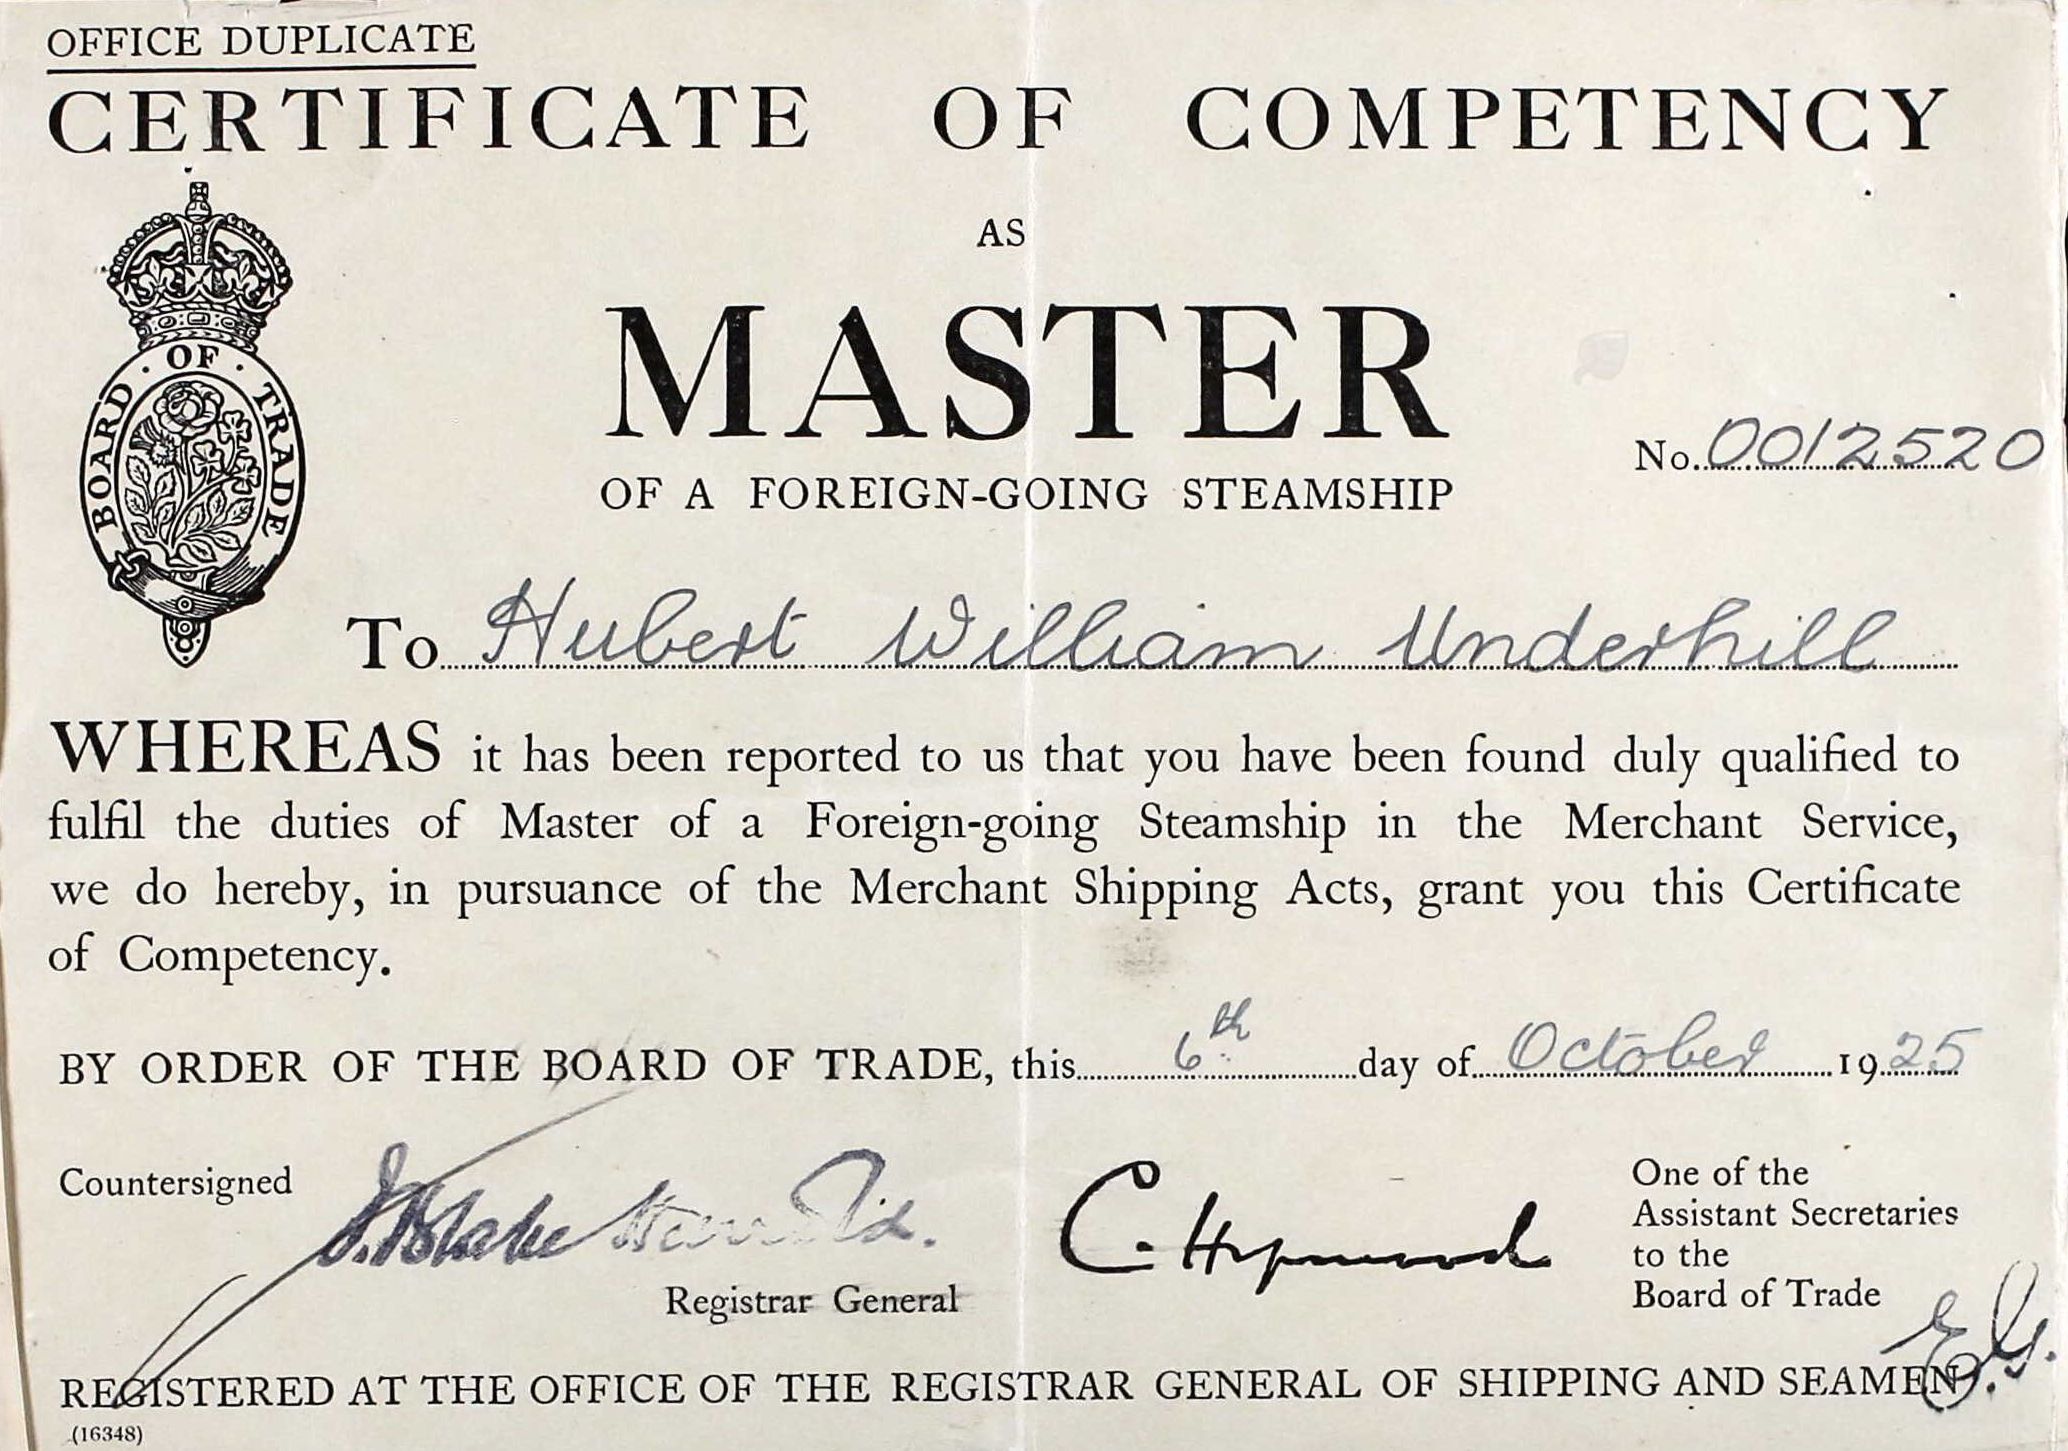 OFFICE DUPLICATE
CERTIFICATE OF COMPETENCY
AS
MASTER
OF A FOREIGN-GOING STEAMSHIP
BOARD · OF · TRADE
No. 0012520
To Hubert William Underhill
WHEREAS it has been reported to us that you have been found duly qualified to
fulfil the duties of Master of a Foreign-going Steamship in the Merchant Service,
we do hereby, in pursuance of the Merchant Shipping Acts, grant you this Certificate
of Competency.
BY ORDER OF THE BOARD OF TRADE, this 6th day of October 1925
Countersigned
Registrar General
C. Hipwood
One of the
Assistant Secretaries
to the
Board of Trade
REGISTERED AT THE OFFICE OF THE REGISTRAR GENERAL OF SHIPPING AND SEAMEN.
(16348)